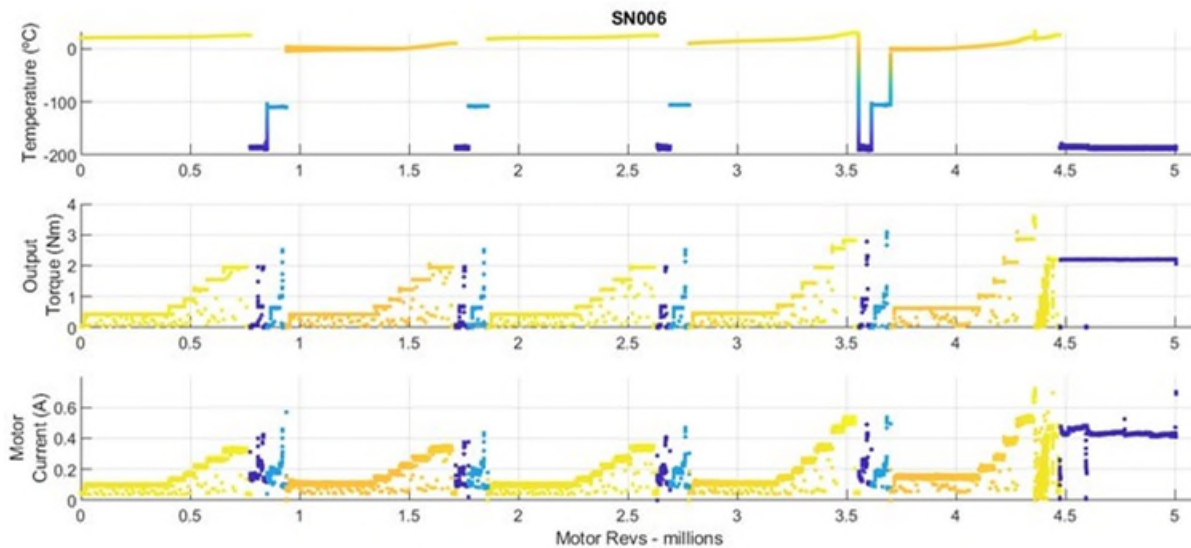 SN006
Temperature (ºC)
0
-100
-200
0 0.5 1 1.5 2 2.5 3 3.5 4 4.5 5
Output
Torque (Nm)
4
3
2
1
0
0 0.5 1 1.5 2 2.5 3 3.5 4 4.5 5
Motor
Current (A)
0.6
0.4
0.2
0
0 0.5 1 1.5 2 2.5 3 3.5 4 4.5 5
Motor Revs - millions